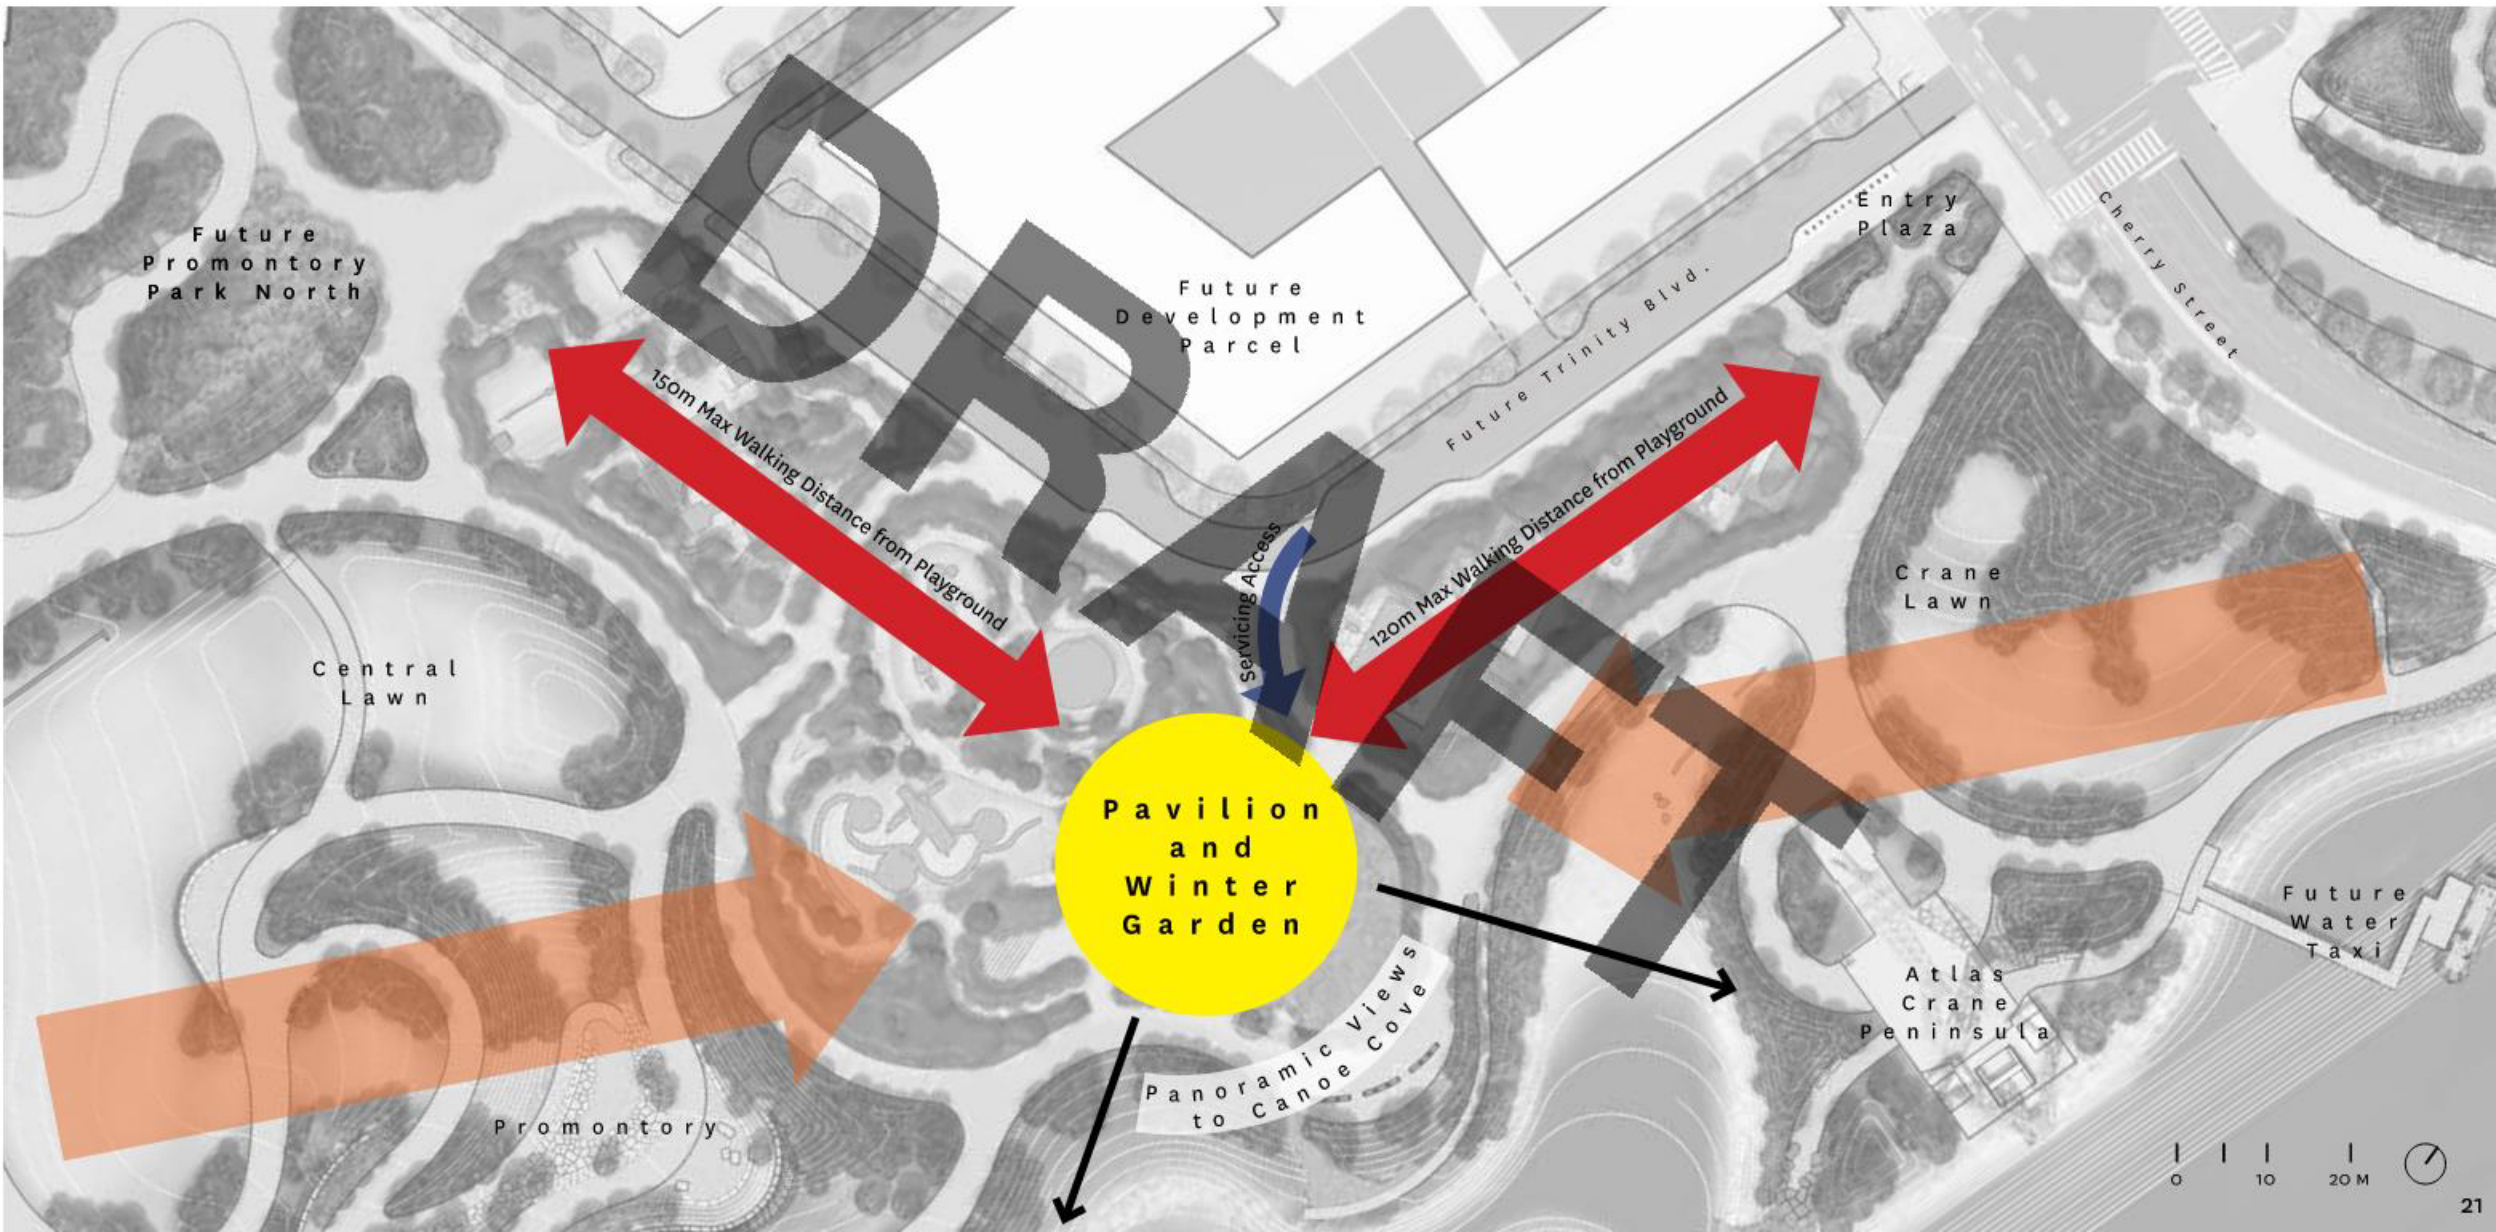 DRAFT
Future
Promontory
Park North
Future
Development
Parcel
Entry
Plaza
Cherry Street
Future Trinity Blvd.
150m Max Walking Distance from Playground
120m Max Walking Distance from Playground
Servicing Access
Crane
Lawn
Central
Lawn
Pavilion
and
Winter
Garden
Future
Water
Taxi
Atlas
Crane
Peninsula
Panoramic Views
to Canoe Cove
Promontory
0 10 20 M
21